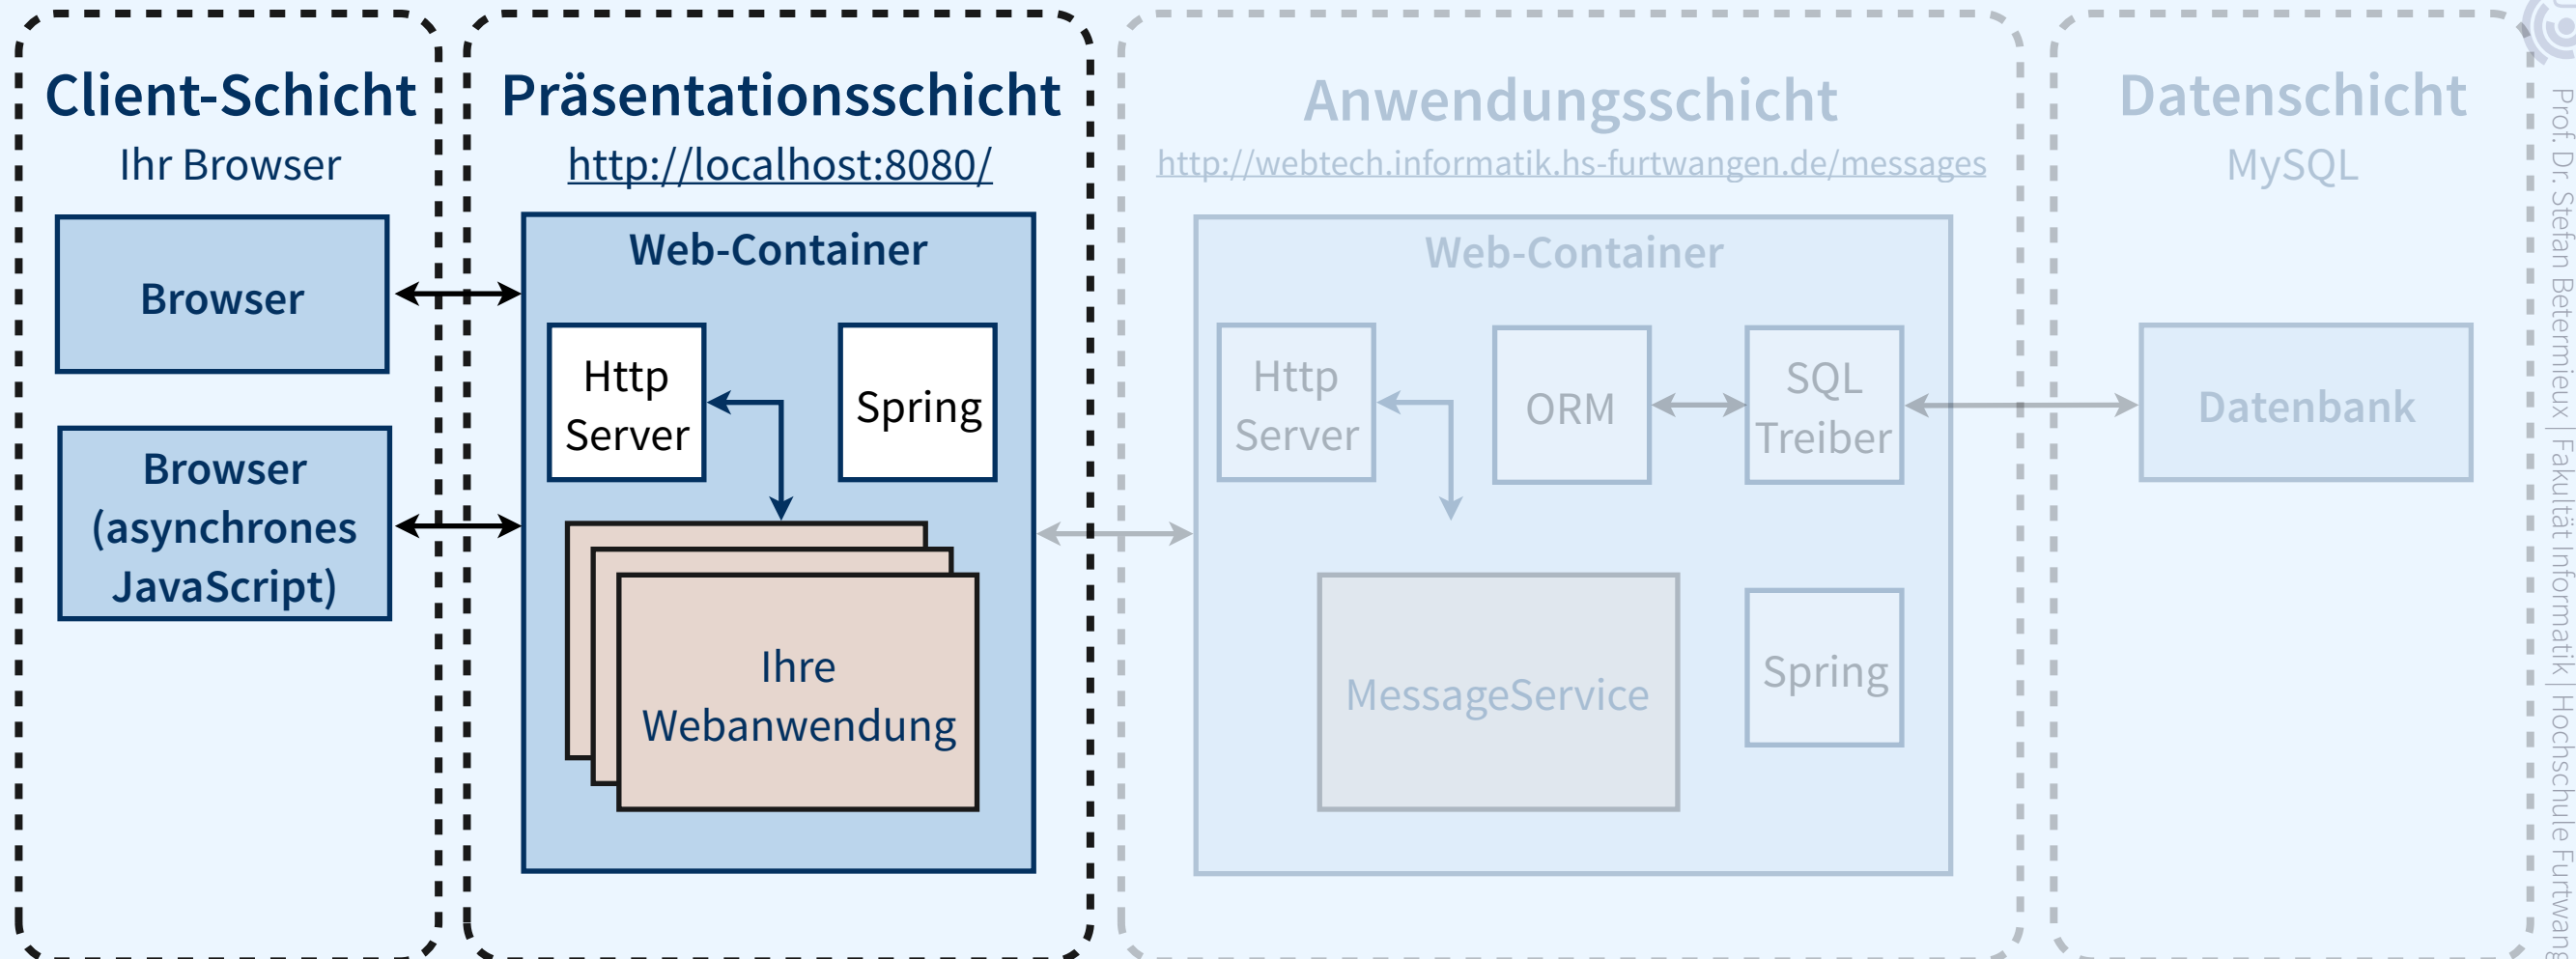 Client-Schicht
Ihr Browser
Browser
Browser
(asynchrones
JavaScript)
Präsentationsschicht
http://localhost:8080/
Web-Container
Http
Server
Spring
Ihre
Webanwendung
Anwendungsschicht
http://webtech.informatik.hs-furtwangen.de/messages
Web-Container
Http
Server
ORM
SQL
Treiber
MessageService
Spring
Datenschicht
MySQL
Datenbank
Prof. Dr. Stefan Betermieux | Fakultät Informatik | Hochschule